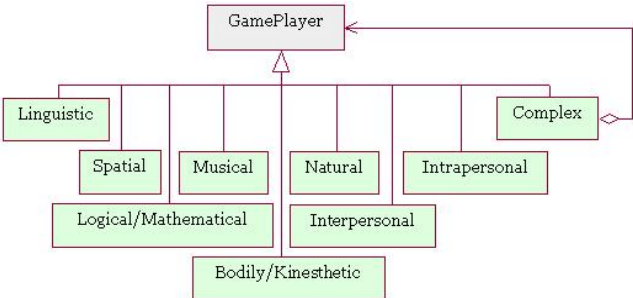 GamePlayer
Linguistic
Complex
Spatial
Musical
Natural
Intrapersonal
Logical/Mathematical
Interpersonal
Bodily/Kinesthetic